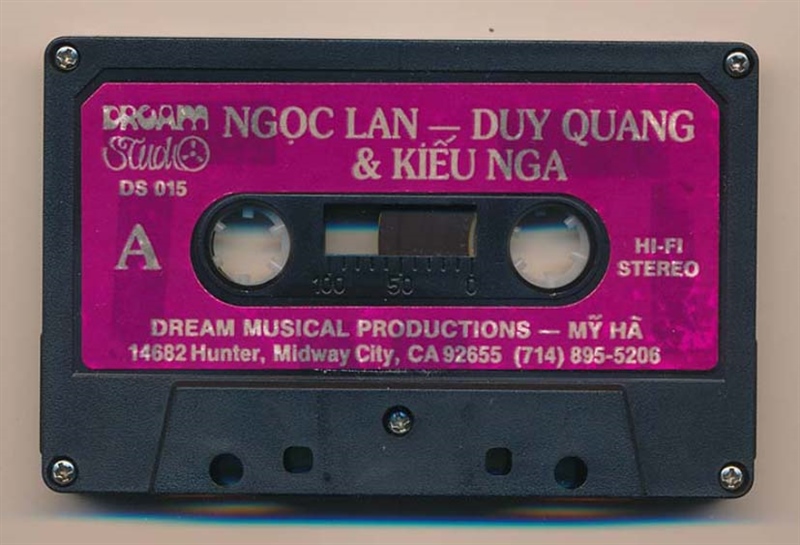 DREAM Studio
DS 015
NGỌC LAN — DUY QUANG
& KIỀU NGA
A
HI-FI
STEREO
100 50 0
DREAM MUSICAL PRODUCTIONS — MỸ HÀ
14682 Hunter, Midway City, CA 92655 (714) 895-5206